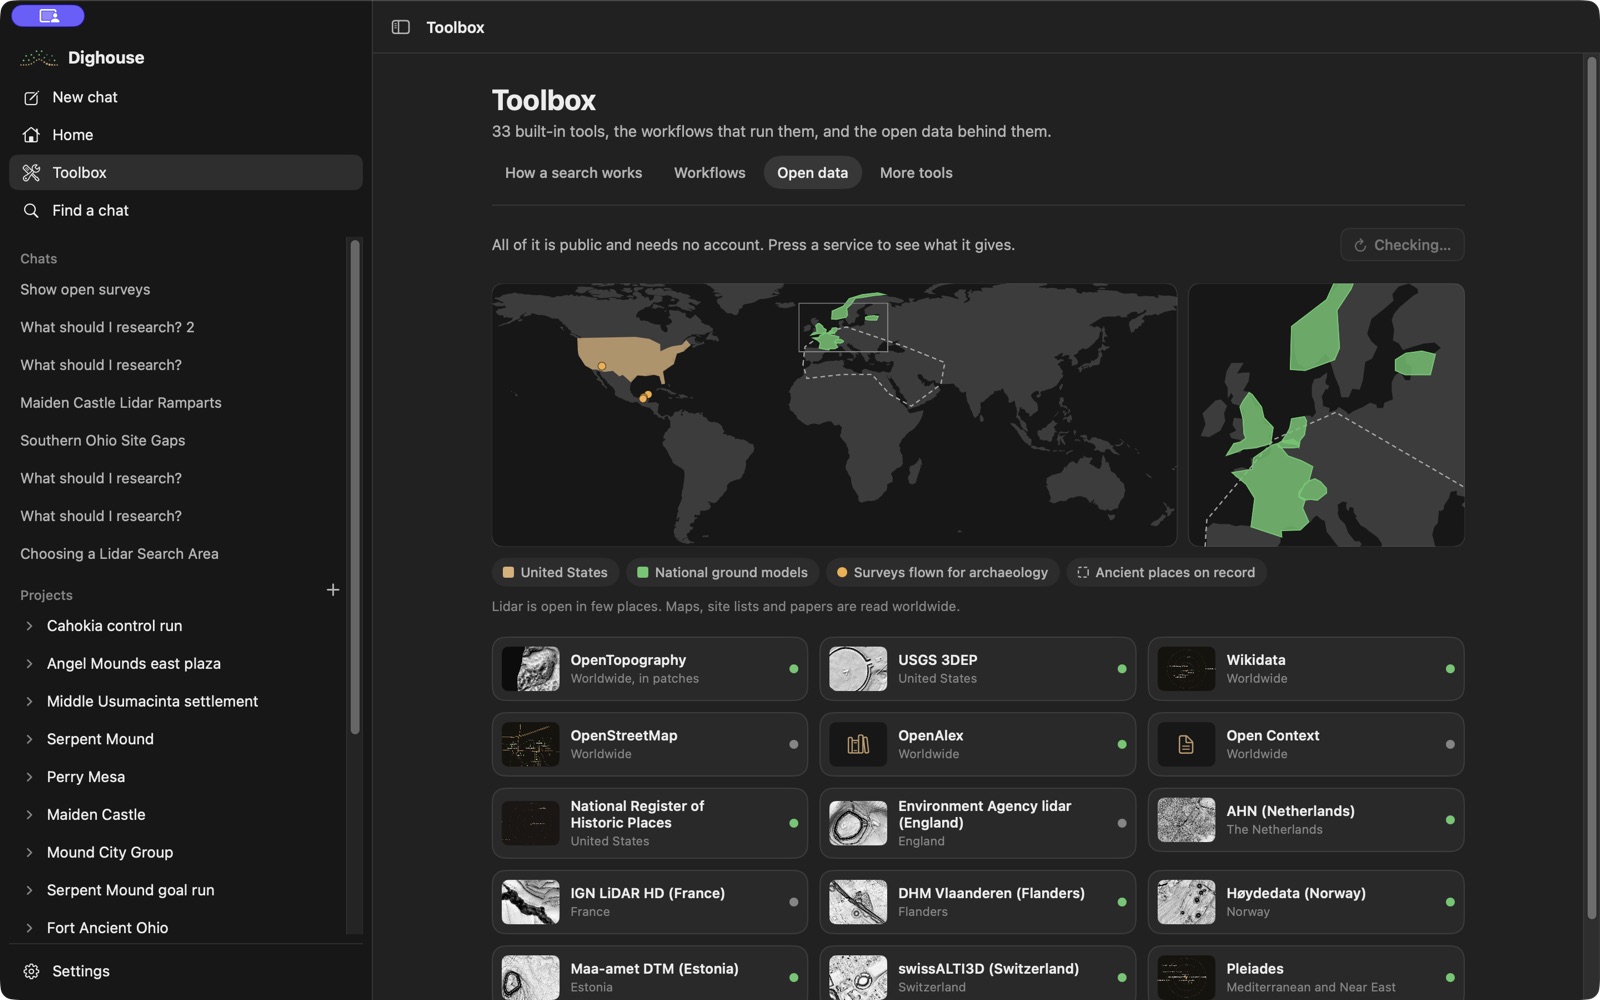 Dighouse
New chat
Home
Toolbox
Find a chat
Chats
Show open surveys
What should I research? 2
What should I research?
Maiden Castle Lidar Ramparts
Southern Ohio Site Gaps
What should I research?
What should I research?
Choosing a Lidar Search Area
Projects
Cahokia control run
Angel Mounds east plaza
Middle Usumacinta settlement
Serpent Mound
Perry Mesa
Maiden Castle
Mound City Group
Serpent Mound goal run
Fort Ancient Ohio
Settings
Toolbox
Toolbox
33 built-in tools, the workflows that run them, and the open data behind them.
How a search works
Workflows
Open data
More tools
All of it is public and needs no account. Press a service to see what it gives.
Checking...
United States
National ground models
Surveys flown for archaeology
Ancient places on record
Lidar is open in few places. Maps, site lists and papers are read worldwide.
OpenTopography
Worldwide, in patches
USGS 3DEP
United States
Wikidata
Worldwide
OpenStreetMap
Worldwide
OpenAlex
Worldwide
Open Context
Worldwide
National Register of
Historic Places
United States
Environment Agency lidar
(England)
England
AHN (Netherlands)
The Netherlands
IGN LiDAR HD (France)
France
DHM Vlaanderen (Flanders)
Flanders
Høydedata (Norway)
Norway
Maa-amet DTM (Estonia)
Estonia
swissALTI3D (Switzerland)
Switzerland
Pleiades
Mediterranean and Near East